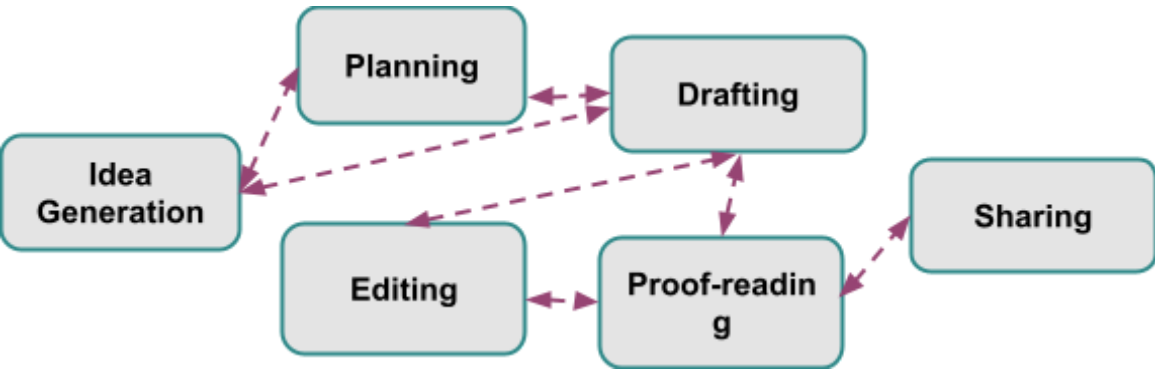 Planning
Drafting
Idea
Generation
Sharing
Editing
Proof-readin
g